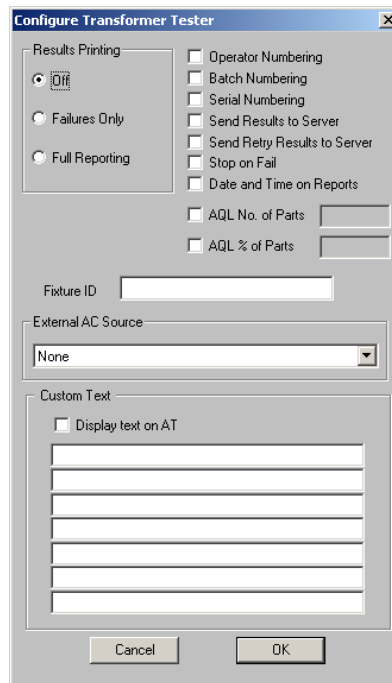 Configure Transformer Tester
Results Printing
Off
Failures Only
Full Reporting
Operator Numbering
Batch Numbering
Serial Numbering
Send Results to Server
Send Retry Results to Server
Stop on Fail
Date and Time on Reports
AQL No. of Parts
AQL % of Parts
Fixture ID
External AC Source
None
Custom Text
Display text on AT
Cancel
OK